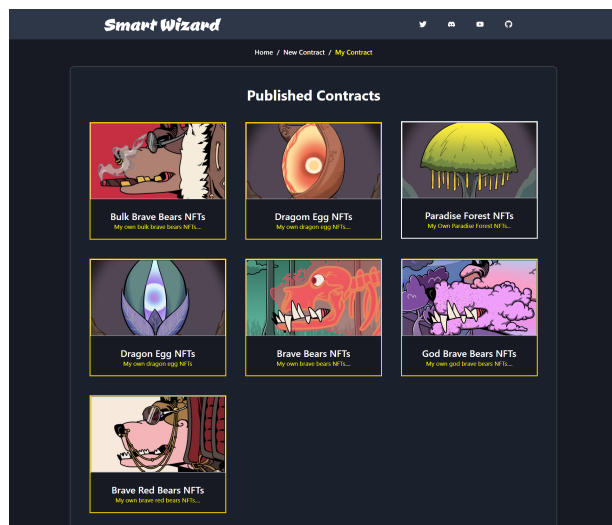 Smart Wizard
Home / New Contract / My Contract
Published Contracts
Bulk Brave Bears NFTs
My own bulk brave bears NFTs....
Dragom Egg NFTs
My own dragon egg NFTs....
Paradise Forest NFTs
My Own Paradise Forest NFTs...
Dragon Egg NFTs
My own dragon egg NFTs
Brave Bears NFTs
My own brave bears NFTs....
God Brave Bears NFTs
My own god brave bears NFTs....
Brave Red Bears NFTs
My own brave red bears NFTs....